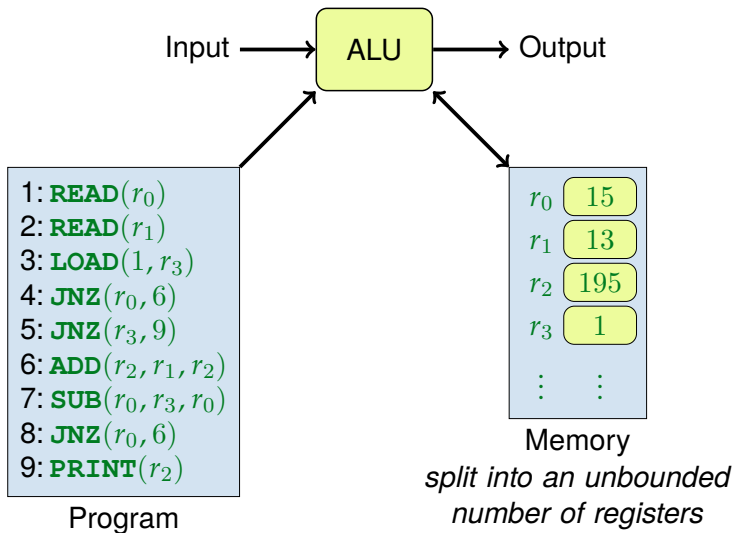 Input ALU Output
1: READ(r0)
2: READ(r1)
3: LOAD(1, r3)
4: JNZ(r0, 6)
5: JNZ(r3, 9)
6: ADD(r2, r1, r2)
7: SUB(r0, r3, r0)
8: JNZ(r0, 6)
9: PRINT(r2)
Program
r0 15
r1 13
r2 195
r3 1
⋮ ⋮
Memory
split into an unbounded
number of registers